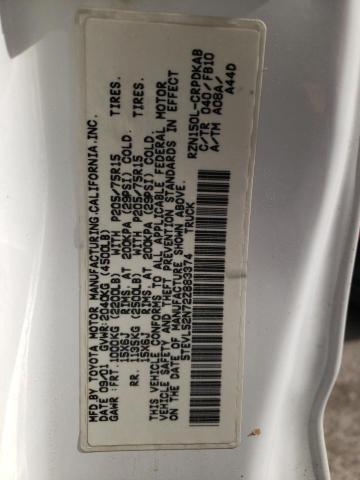 MFD BY TOYOTA MOTOR MANUFACTURING, CALIFORNIA, INC.
DATE 09/01 GVWR:2040KG (4500LB)
GAWR :FRT. 1000KG (2200LB) WITH P205/75R15 TIRES.
15X6J RIMS, AT 200KPA (29PSI) COLD.
RR. 1135KG (2500LB) WITH P205/75R15 TIRES.
15X6J RIMS, AT 200KPA (29PSI) COLD.
THIS VEHICLE CONFORMS TO ALL APPLICABLE FEDERAL MOTOR
VEHICLE SAFETY AND THEFT PREVENTION STANDARDS IN EFFECT
ON THE DATE OF MANUFACTURE SHOWN ABOVE.
5TEVL52N722883374 TRUCK
RZN150L-CRPDKAB
C/TR 040/FB10
A/TM A08A/
A44D